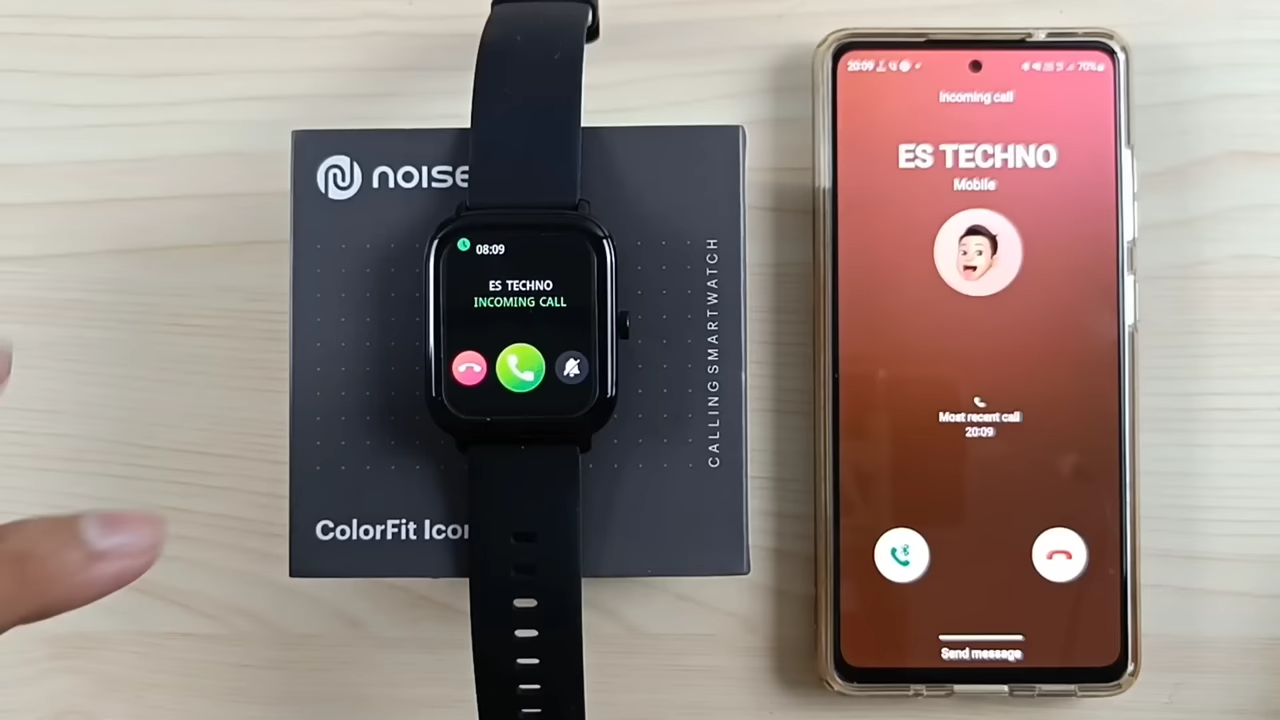 noise
08:09
ES TECHNO
INCOMING CALL
CALLING SMARTWATCH
ColorFit Icon
20:09
70%
Incoming call
ES TECHNO
Mobile
Most recent call
20:09
Send message